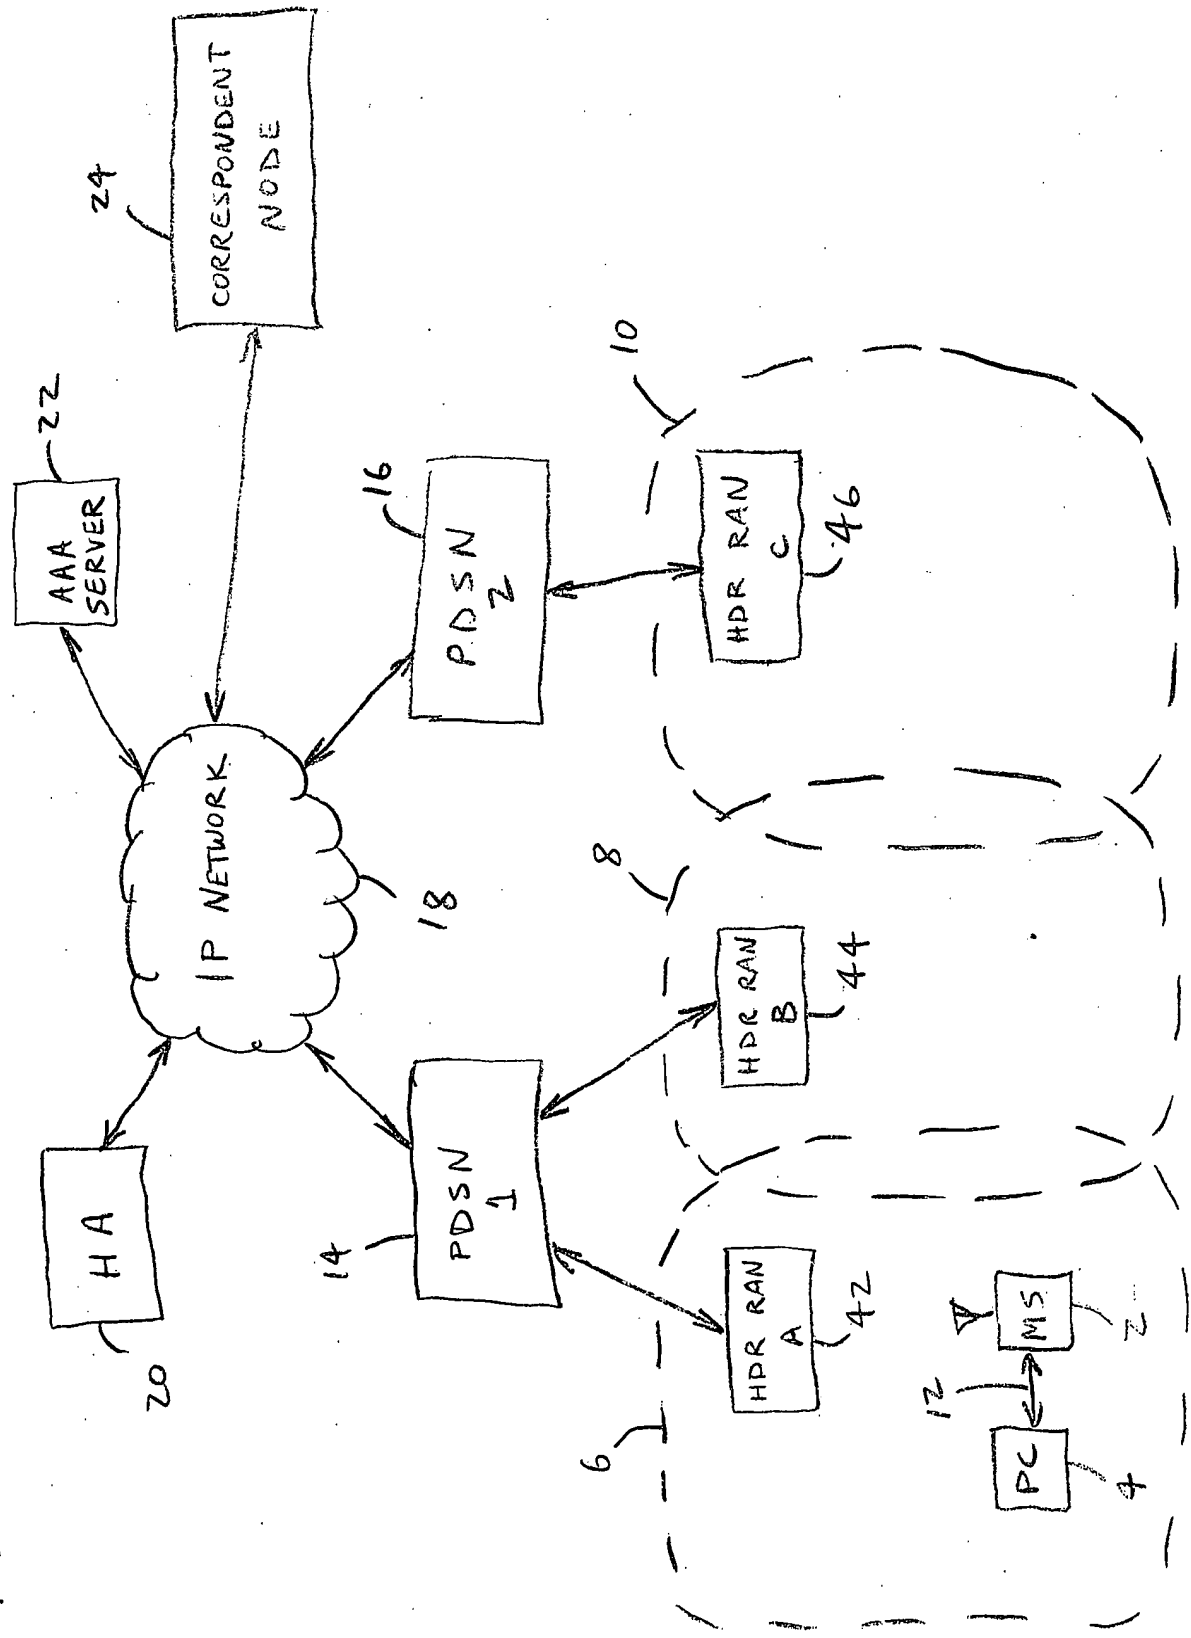 HA
20
AAA
SERVER
22
IP NETWORK
18
CORRESPONDENT
NODE
24
14
PDSN
1
16
PDSN
2
6
HDR RAN
A
42
8
HDR RAN
B
44
10
HDR RAN
C
46
PC
4
12
MS
2